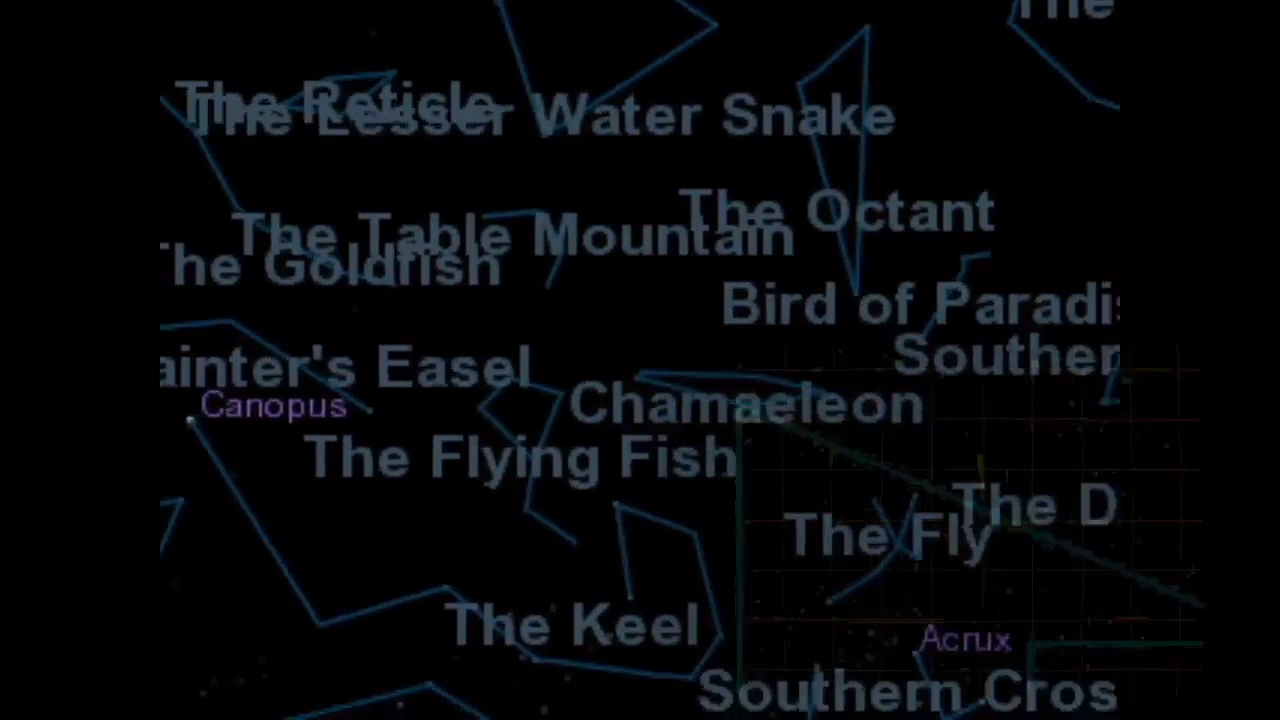 The
The Reticle
The Lesser Water Snake
The Octant
The Table Mountain
The Goldfish
Bird of Paradis
Souther
ainter's Easel
Canopus
Chamaeleon
The Flying Fish
The D
The Fly
The Keel
Acrux
Southern Cros